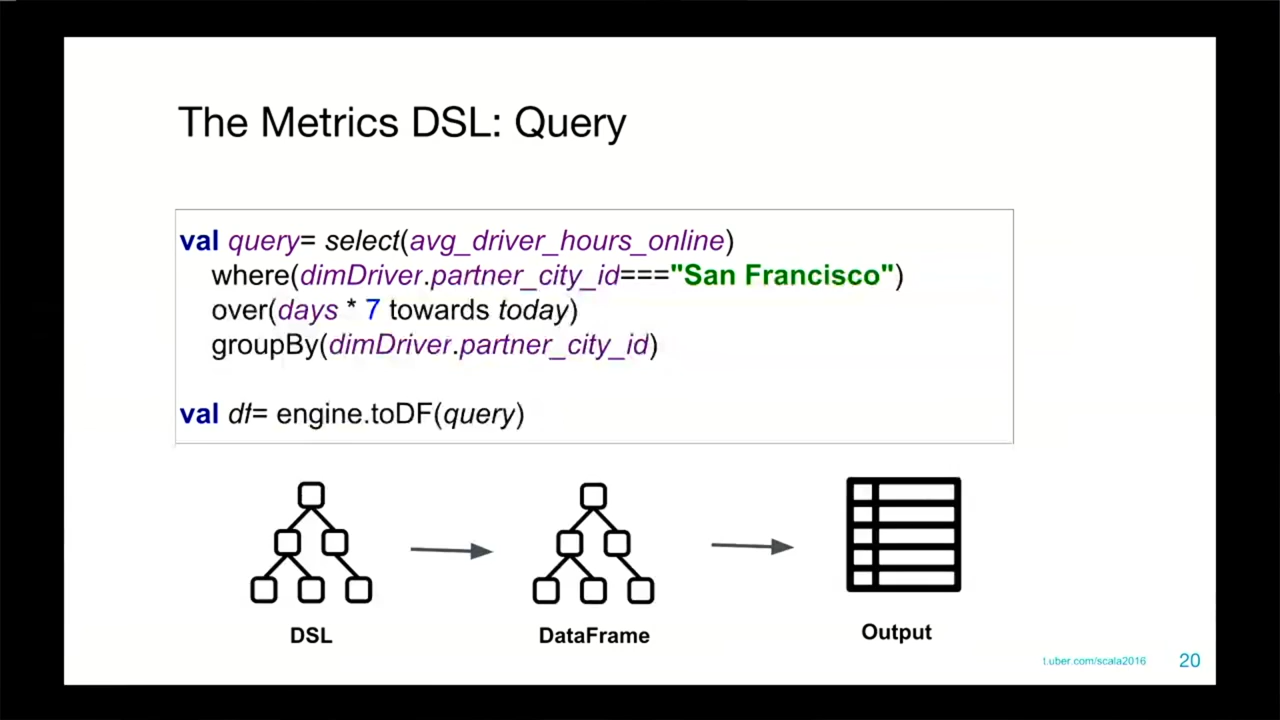 The Metrics DSL: Query
val query= select(avg_driver_hours_online)
where(dimDriver.partner_city_id==="San Francisco")
over(days * 7 towards today)
groupBy(dimDriver.partner_city_id)
val df= engine.toDF(query)
DSL
DataFrame
Output
t.uber.com/scala2016
20